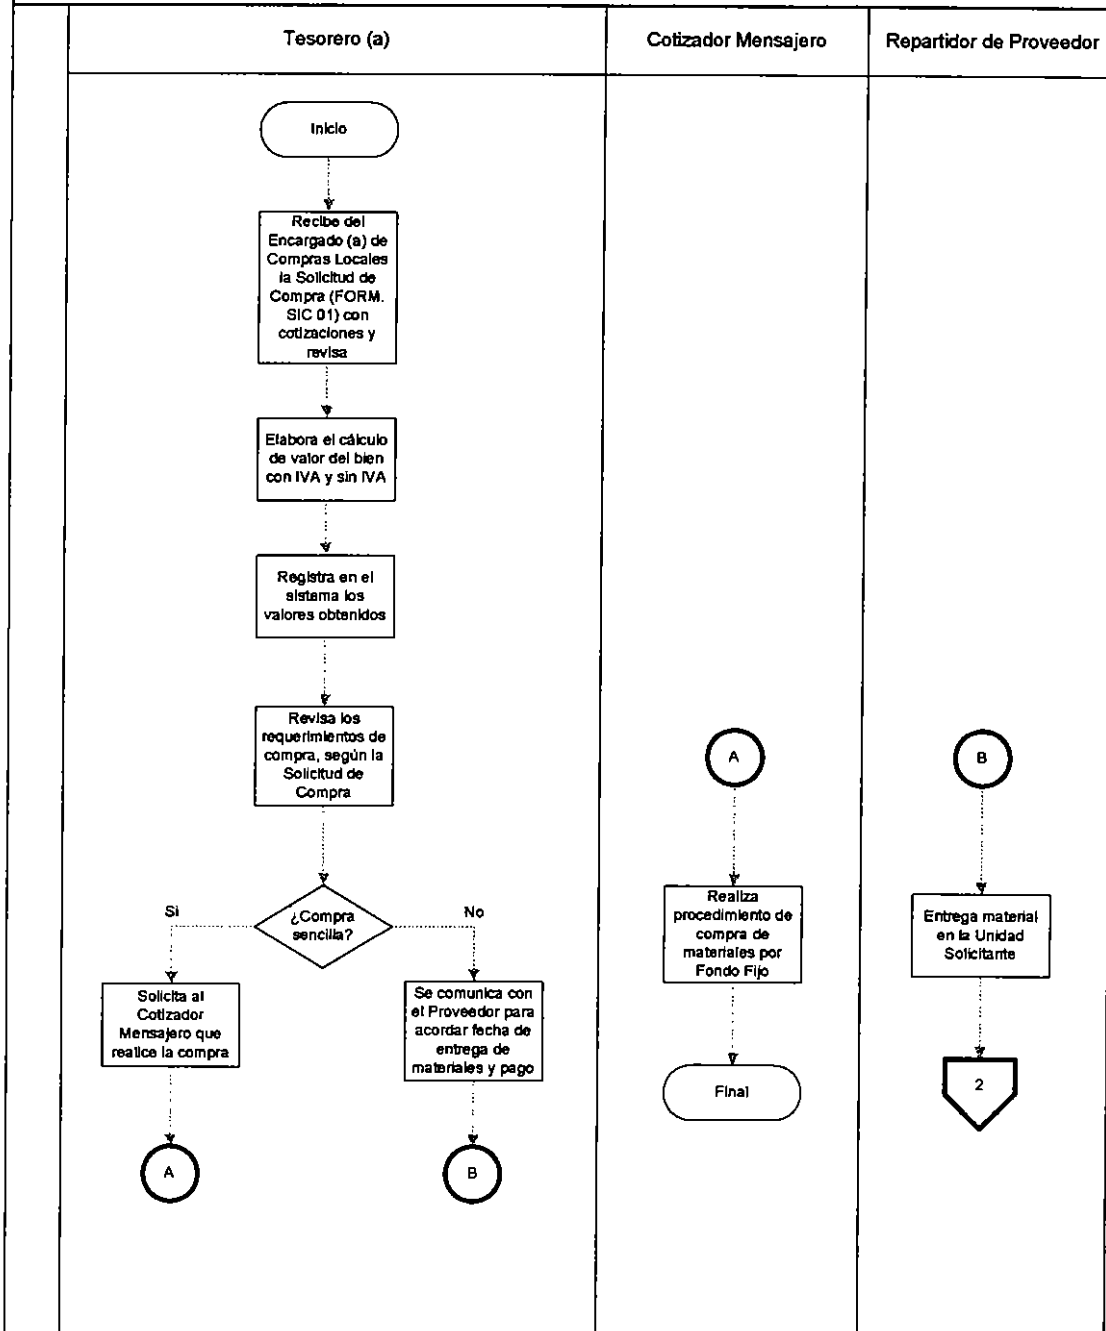 Tesorero (a)
Cotizador Mensajero
Repartidor de Proveedor
Inicio
Recibe del
Encargado (a) de
Compras Locales
la Solicitud de
Compra (FORM.
SIC 01) con
cotizaciones y
revisa
Elabora el cálculo
de valor del bien
con IVA y sin IVA
Registra en el
sistema los
valores obtenidos
Revisa los
requerimientos de
compra, según la
Solicitud de
Compra
¿Compra
sencilla?
Si
No
Solicita al
Cotizador
Mensajero que
realice la compra
Se comunica con
el Proveedor para
acordar fecha de
entrega de
materiales y pago
A
B
A
Realiza
procedimiento de
compra de
materiales por
Fondo Fijo
Final
B
Entrega material
en la Unidad
Solicitante
2